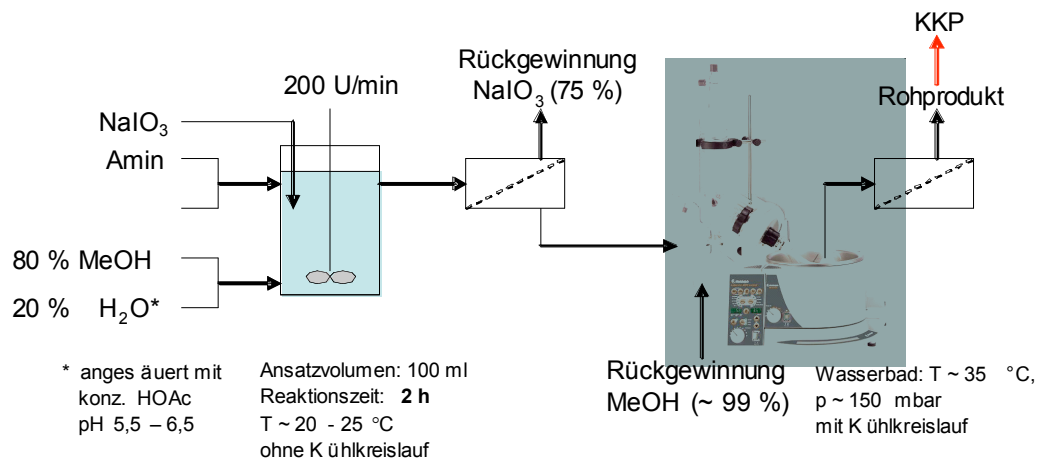 KKP
Rückgewinnung
NaIO3 (75 %)
200 U/min
Rohprodukt
NaIO3
Amin
80 % MeOH
20 % H2O*
* anges äuert mit
konz. HOAc
pH 5,5 – 6,5
Ansatzvolumen: 100 ml
Reaktionszeit: 2 h
T ~ 20 - 25 °C
ohne K ühlkreislauf
Rückgewinnung
MeOH (~ 99 %)
Wasserbad: T ~ 35 °C,
p ~ 150 mbar
mit K ühlkreislauf